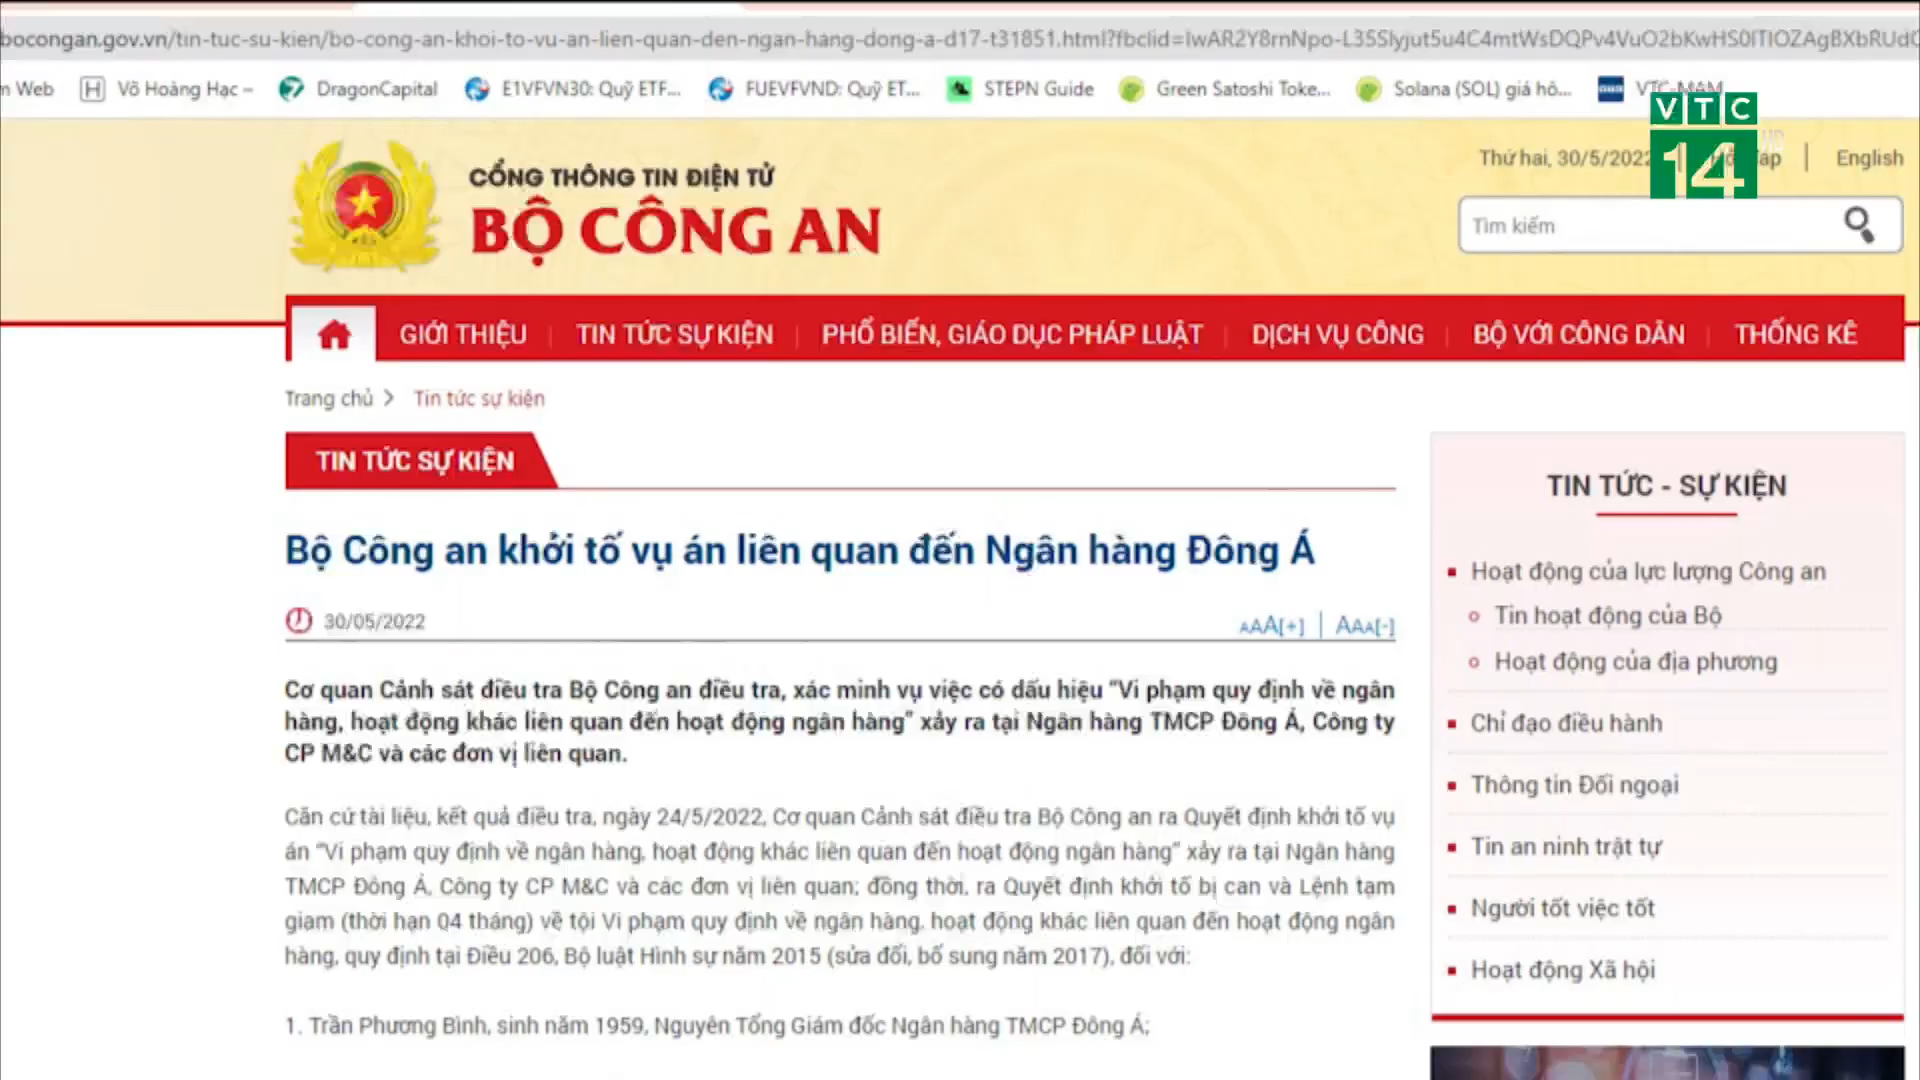 bocongan.gov.vn/tin-tuc-su-kien/bo-cong-an-khoi-to-vu-an-lien-quan-den-ngan-hang-dong-a-d17-t31851.html?fbclid=
m Web
Võ Hoàng Hạc –
DragonCapital
E1VFVN30: Quỹ ETF...
FUEVFVND: Quỹ ET...
STEPN Guide
Green Satoshi Toke...
Solana (SOL) giá hô...
VTC-MAM
VTC
14
CỔNG THÔNG TIN ĐIỆN TỬ
BỘ CÔNG AN
Thứ hai, 30/5/2022
English
Tìm kiếm
GIỚI THIỆU
TIN TỨC SỰ KIỆN
PHỔ BIẾN, GIÁO DỤC PHÁP LUẬT
DỊCH VỤ CÔNG
BỘ VỚI CÔNG DÂN
THỐNG KÊ
Trang chủ > Tin tức sự kiện
TIN TỨC SỰ KIỆN
Bộ Công an khởi tố vụ án liên quan đến Ngân hàng Đông Á
30/05/2022
AAA[+] | AAA[-]
Cơ quan Cảnh sát điều tra Bộ Công an điều tra, xác minh vụ việc có dấu hiệu “Vi phạm quy định về ngân
hàng, hoạt động khác liên quan đến hoạt động ngân hàng” xảy ra tại Ngân hàng TMCP Đông Á, Công ty
CP M&C và các đơn vị liên quan.
Căn cứ tài liệu, kết quả điều tra, ngày 24/5/2022, Cơ quan Cảnh sát điều tra Bộ Công an ra Quyết định khởi tố vụ
án “Vi phạm quy định về ngân hàng, hoạt động khác liên quan đến hoạt động ngân hàng” xảy ra tại Ngân hàng
TMCP Đông Á, Công ty CP M&C và các đơn vị liên quan; đồng thời, ra Quyết định khởi tố bị can và Lệnh tạm
giam (thời hạn 04 tháng) về tội Vi phạm quy định về ngân hàng, hoạt động khác liên quan đến hoạt động ngân
hàng, quy định tại Điều 206, Bộ luật Hình sự năm 2015 (sửa đổi, bổ sung năm 2017), đối với:
1. Trần Phương Bình, sinh năm 1959, Nguyên Tổng Giám đốc Ngân hàng TMCP Đông Á;
TIN TỨC - SỰ KIỆN
Hoạt động của lực lượng Công an
Tin hoạt động của Bộ
Hoạt động của địa phương
Chỉ đạo điều hành
Thông tin Đối ngoại
Tin an ninh trật tự
Người tốt việc tốt
Hoạt động Xã hội